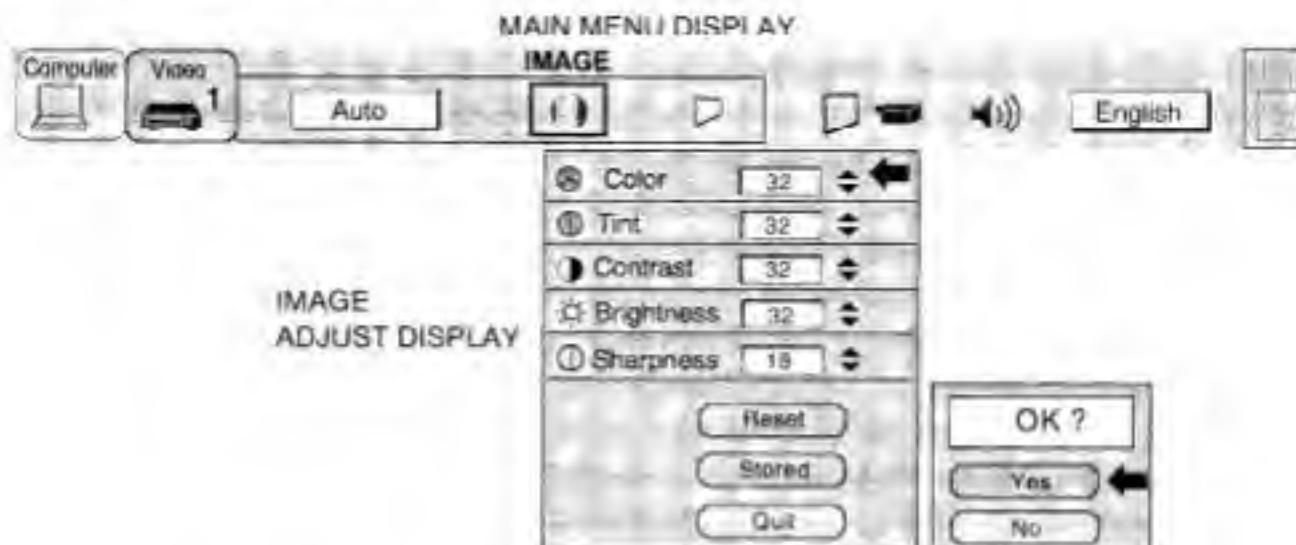 MAIN MENU DISPLAY
IMAGE
Computer
Video
1
Auto
English
Color 32
Tint 32
Contrast 32
Brightness 32
Sharpness 18
IMAGE
ADJUST DISPLAY
Reset
Stored
Quit
OK ?
Yes
No